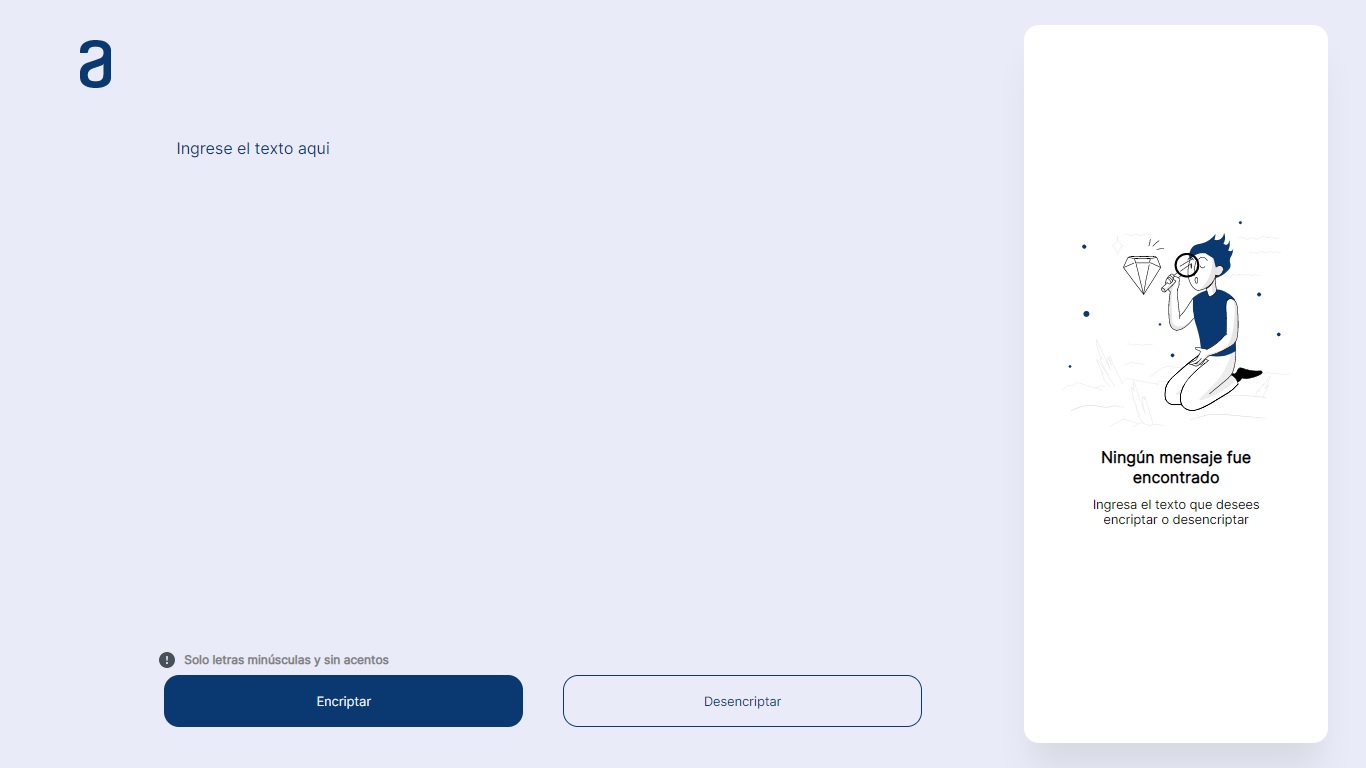 a
Ingrese el texto aqui
Solo letras minúsculas y sin acentos
Encriptar
Desencriptar
Ningún mensaje fue
encontrado
Ingresa el texto que desees
encriptar o desencriptar